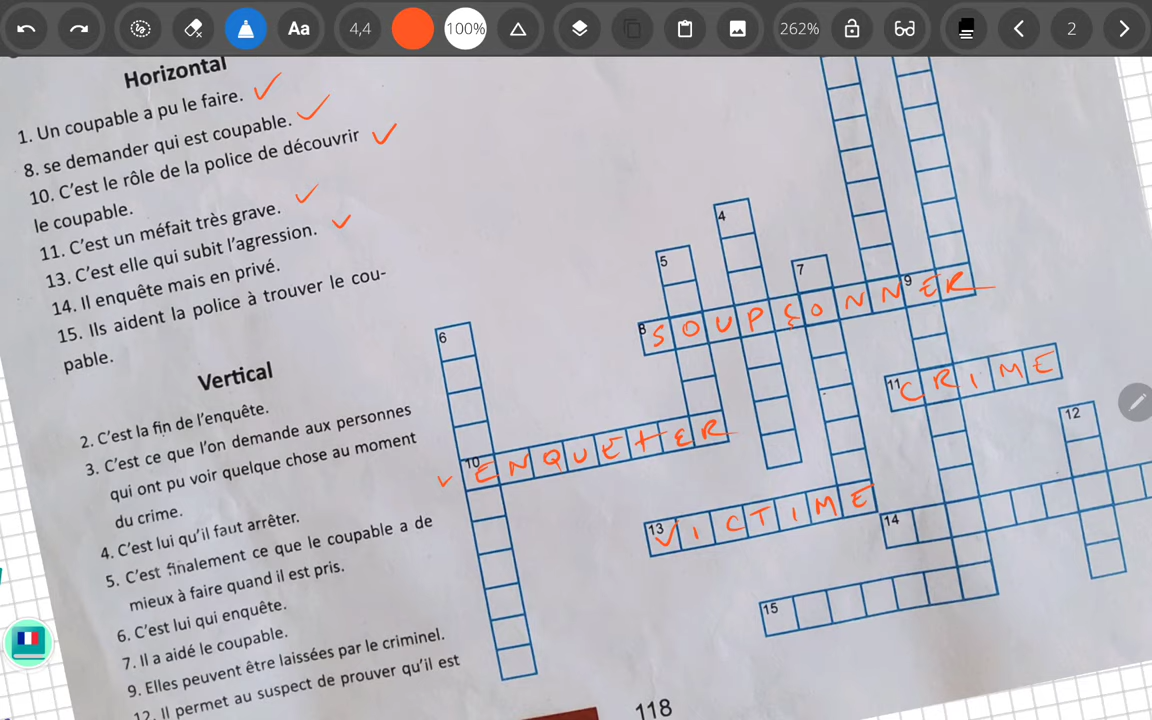 Aa
4,4
100%
262%
2
Horizontal
1. Un coupable a pu le faire.
8. se demander qui est coupable.
10. C'est le rôle de la police de découvrir
le coupable.
11. C'est un méfait très grave.
13. C'est elle qui subit l'agression.
14. Il enquête mais en privé.
15. Ils aident la police à trouver le cou-
pable.
Vertical
2. C'est la fin de l'enquête.
3. C'est ce que l'on demande aux personnes
qui ont pu voir quelque chose au moment
du crime.
4. C'est lui qu'il faut arrêter.
5. C'est finalement ce que le coupable a de
mieux à faire quand il est pris.
6. C'est lui qui enquête.
7. Il a aidé le coupable.
9. Elles peuvent être laissées par le criminel.
12. Il permet au suspect de prouver qu'il est
4
5
7
9
8 SOUPÇONNER
6
11 CRIME
12
10 ENQUETER
13 VICTIME
14
15
118